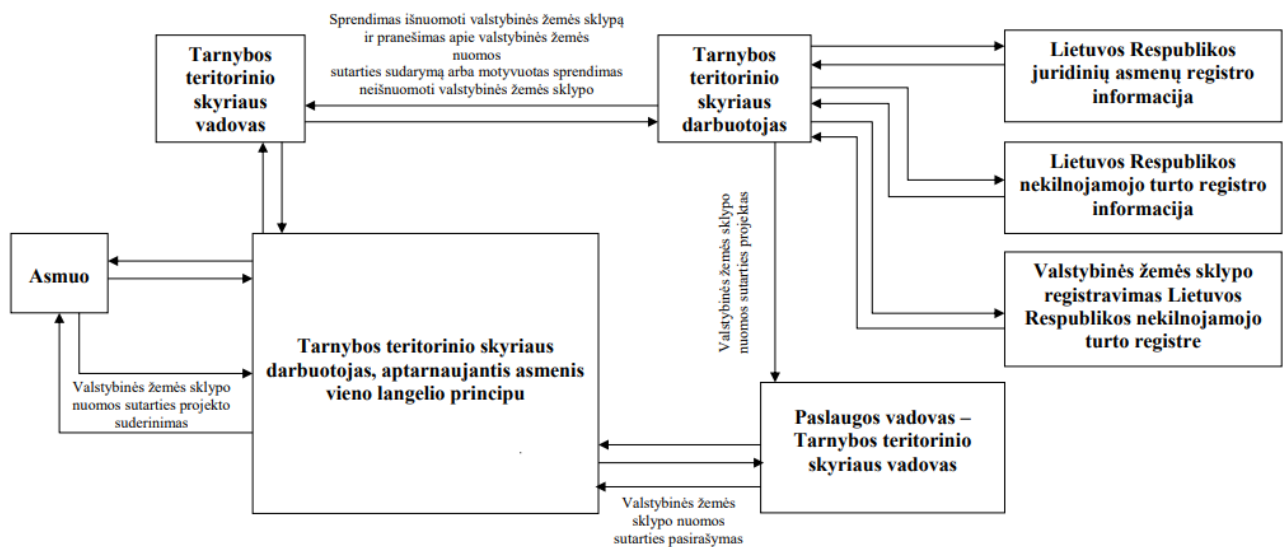 Sprendimas išnuomoti valstybinės žemės sklypą
ir pranešimas apie valstybinės žemės
nuomos
sutarties sudarymą arba motyvuotas sprendimas
neišnuomoti valstybinės žemės sklypo
Tarnybos
teritorinio
skyriaus
vadovas
Tarnybos
teritorinio
skyriaus
darbuotojas
Lietuvos Respublikos
juridinių asmenų registro
informacija
Lietuvos Respublikos
nekilnojamojo turto registro
informacija
Valstybinės žemės sklypo
registravimas Lietuvos
Respublikos nekilnojamojo
turto registre
Valstybinės žemės sklypo
nuomos sutarties projektas
Asmuo
Tarnybos teritorinio skyriaus
darbuotojas, aptarnaujantis asmenis
vieno langelio principu
Valstybinės žemės sklypo
nuomos sutarties projekto
suderinimas
Paslaugos vadovas –
Tarnybos teritorinio
skyriaus vadovas
Valstybinės žemės
sklypo nuomos
sutarties pasirašymas